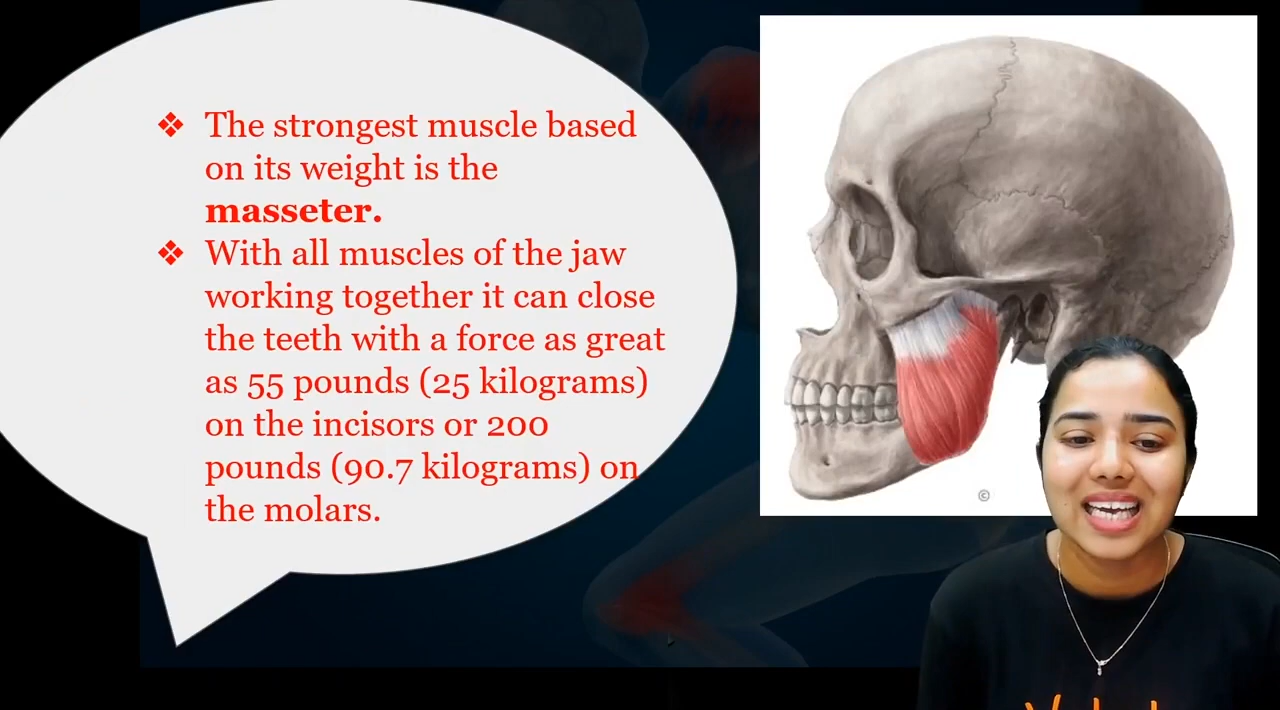 ❖ The strongest muscle based
on its weight is the
masseter.
❖ With all muscles of the jaw
working together it can close
the teeth with a force as great
as 55 pounds (25 kilograms)
on the incisors or 200
pounds (90.7 kilograms) on
the molars.
©